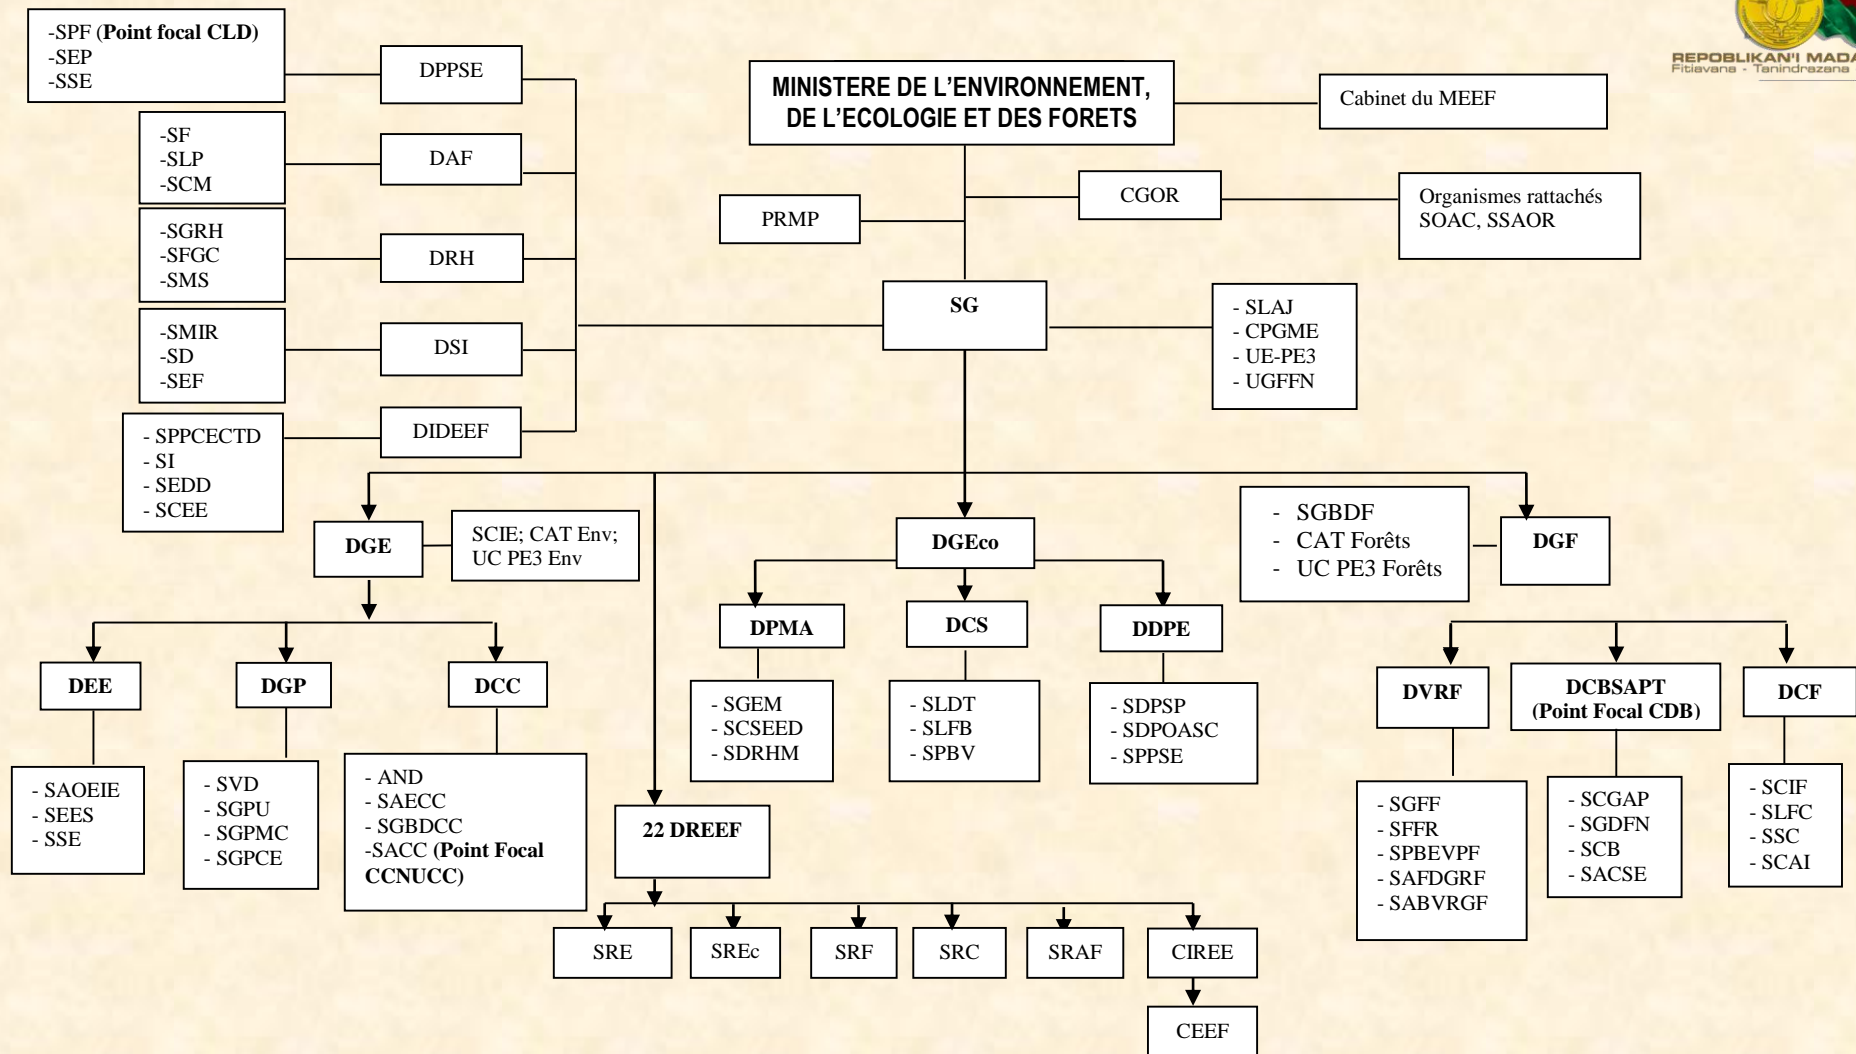 REPOBLIKAN'I MADA
Fitiavana - Tanindrazana
-SPF (Point focal CLD)
-SEP
-SSE
DPPSE
MINISTERE DE L'ENVIRONNEMENT,
DE L'ECOLOGIE ET DES FORETS
Cabinet du MEEF
-SF
-SLP
-SCM
DAF
CGOR
Organismes rattachés
SOAC, SSAOR
PRMP
-SGRH
-SFGC
-SMS
DRH
SG
- SLAJ
- CPGME
- UE-PE3
- UGFFN
-SMIR
-SD
-SEF
DSI
- SPPCECTD
- SI
- SEDD
- SCEE
DIDEEF
DGE
SCIE; CAT Env;
UC PE3 Env
DGEco
- SGBDF
- CAT Forêts
- UC PE3 Forêts
DGF
DPMA
DCS
DDPE
DEE
DGP
DCC
DVRF
DCBSAPT
(Point Focal CDB)
DCF
- SGEM
- SCSEED
- SDRHM
- SLDT
- SLFB
- SPBV
- SDPSP
- SDPOASC
- SPPSE
- SAOEIE
- SEES
- SSE
- SVD
- SGPU
- SGPMC
- SGPCE
- AND
- SAECC
- SGBDCC
-SACC (Point Focal
CCNUCC)
22 DREEF
- SGFF
- SFFR
- SPBEVPF
- SAFDGRF
- SABVRGF
- SCGAP
- SGDFN
- SCB
- SACSE
- SCIF
- SLFC
- SSC
- SCAI
SRE
SREc
SRF
SRC
SRAF
CIREE
CEEF